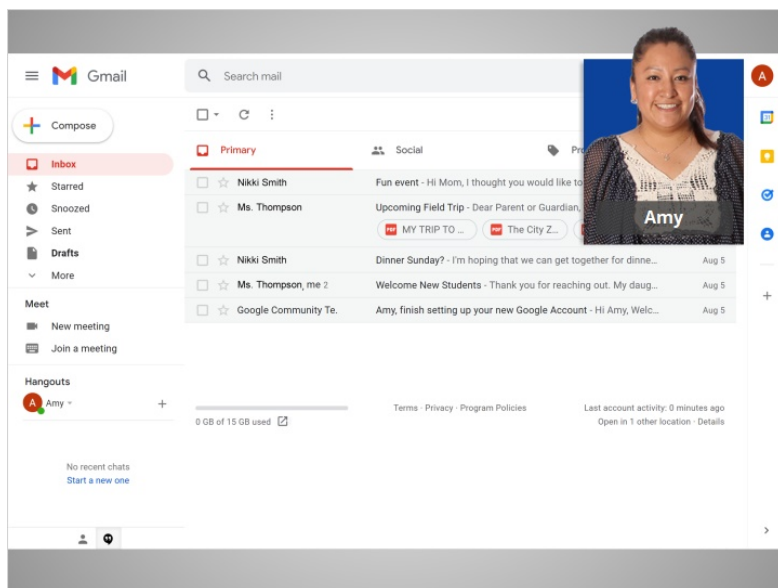 Gmail
Search mail
A
Compose
Primary
Social
Inbox
Starred
Snoozed
Sent
Drafts
More
Nikki Smith Fun event - Hi Mom, I thought you would like to
Ms. Thompson Upcoming Field Trip - Dear Parent or Guardian,
PDF MY TRIP TO ... PDF The City Z...
Amy
Nikki Smith Dinner Sunday? - I'm hoping that we can get together for dinne... Aug 5
Ms. Thompson, me 2 Welcome New Students - Thank you for reaching out. My daug... Aug 5
Google Community Te. Amy, finish setting up your new Google Account - Hi Amy, Welc... Aug 5
Meet
New meeting
Join a meeting
Hangouts
A Amy
No recent chats
Start a new one
0 GB of 15 GB used
Terms · Privacy · Program Policies
Last account activity: 0 minutes ago
Open in 1 other location · Details